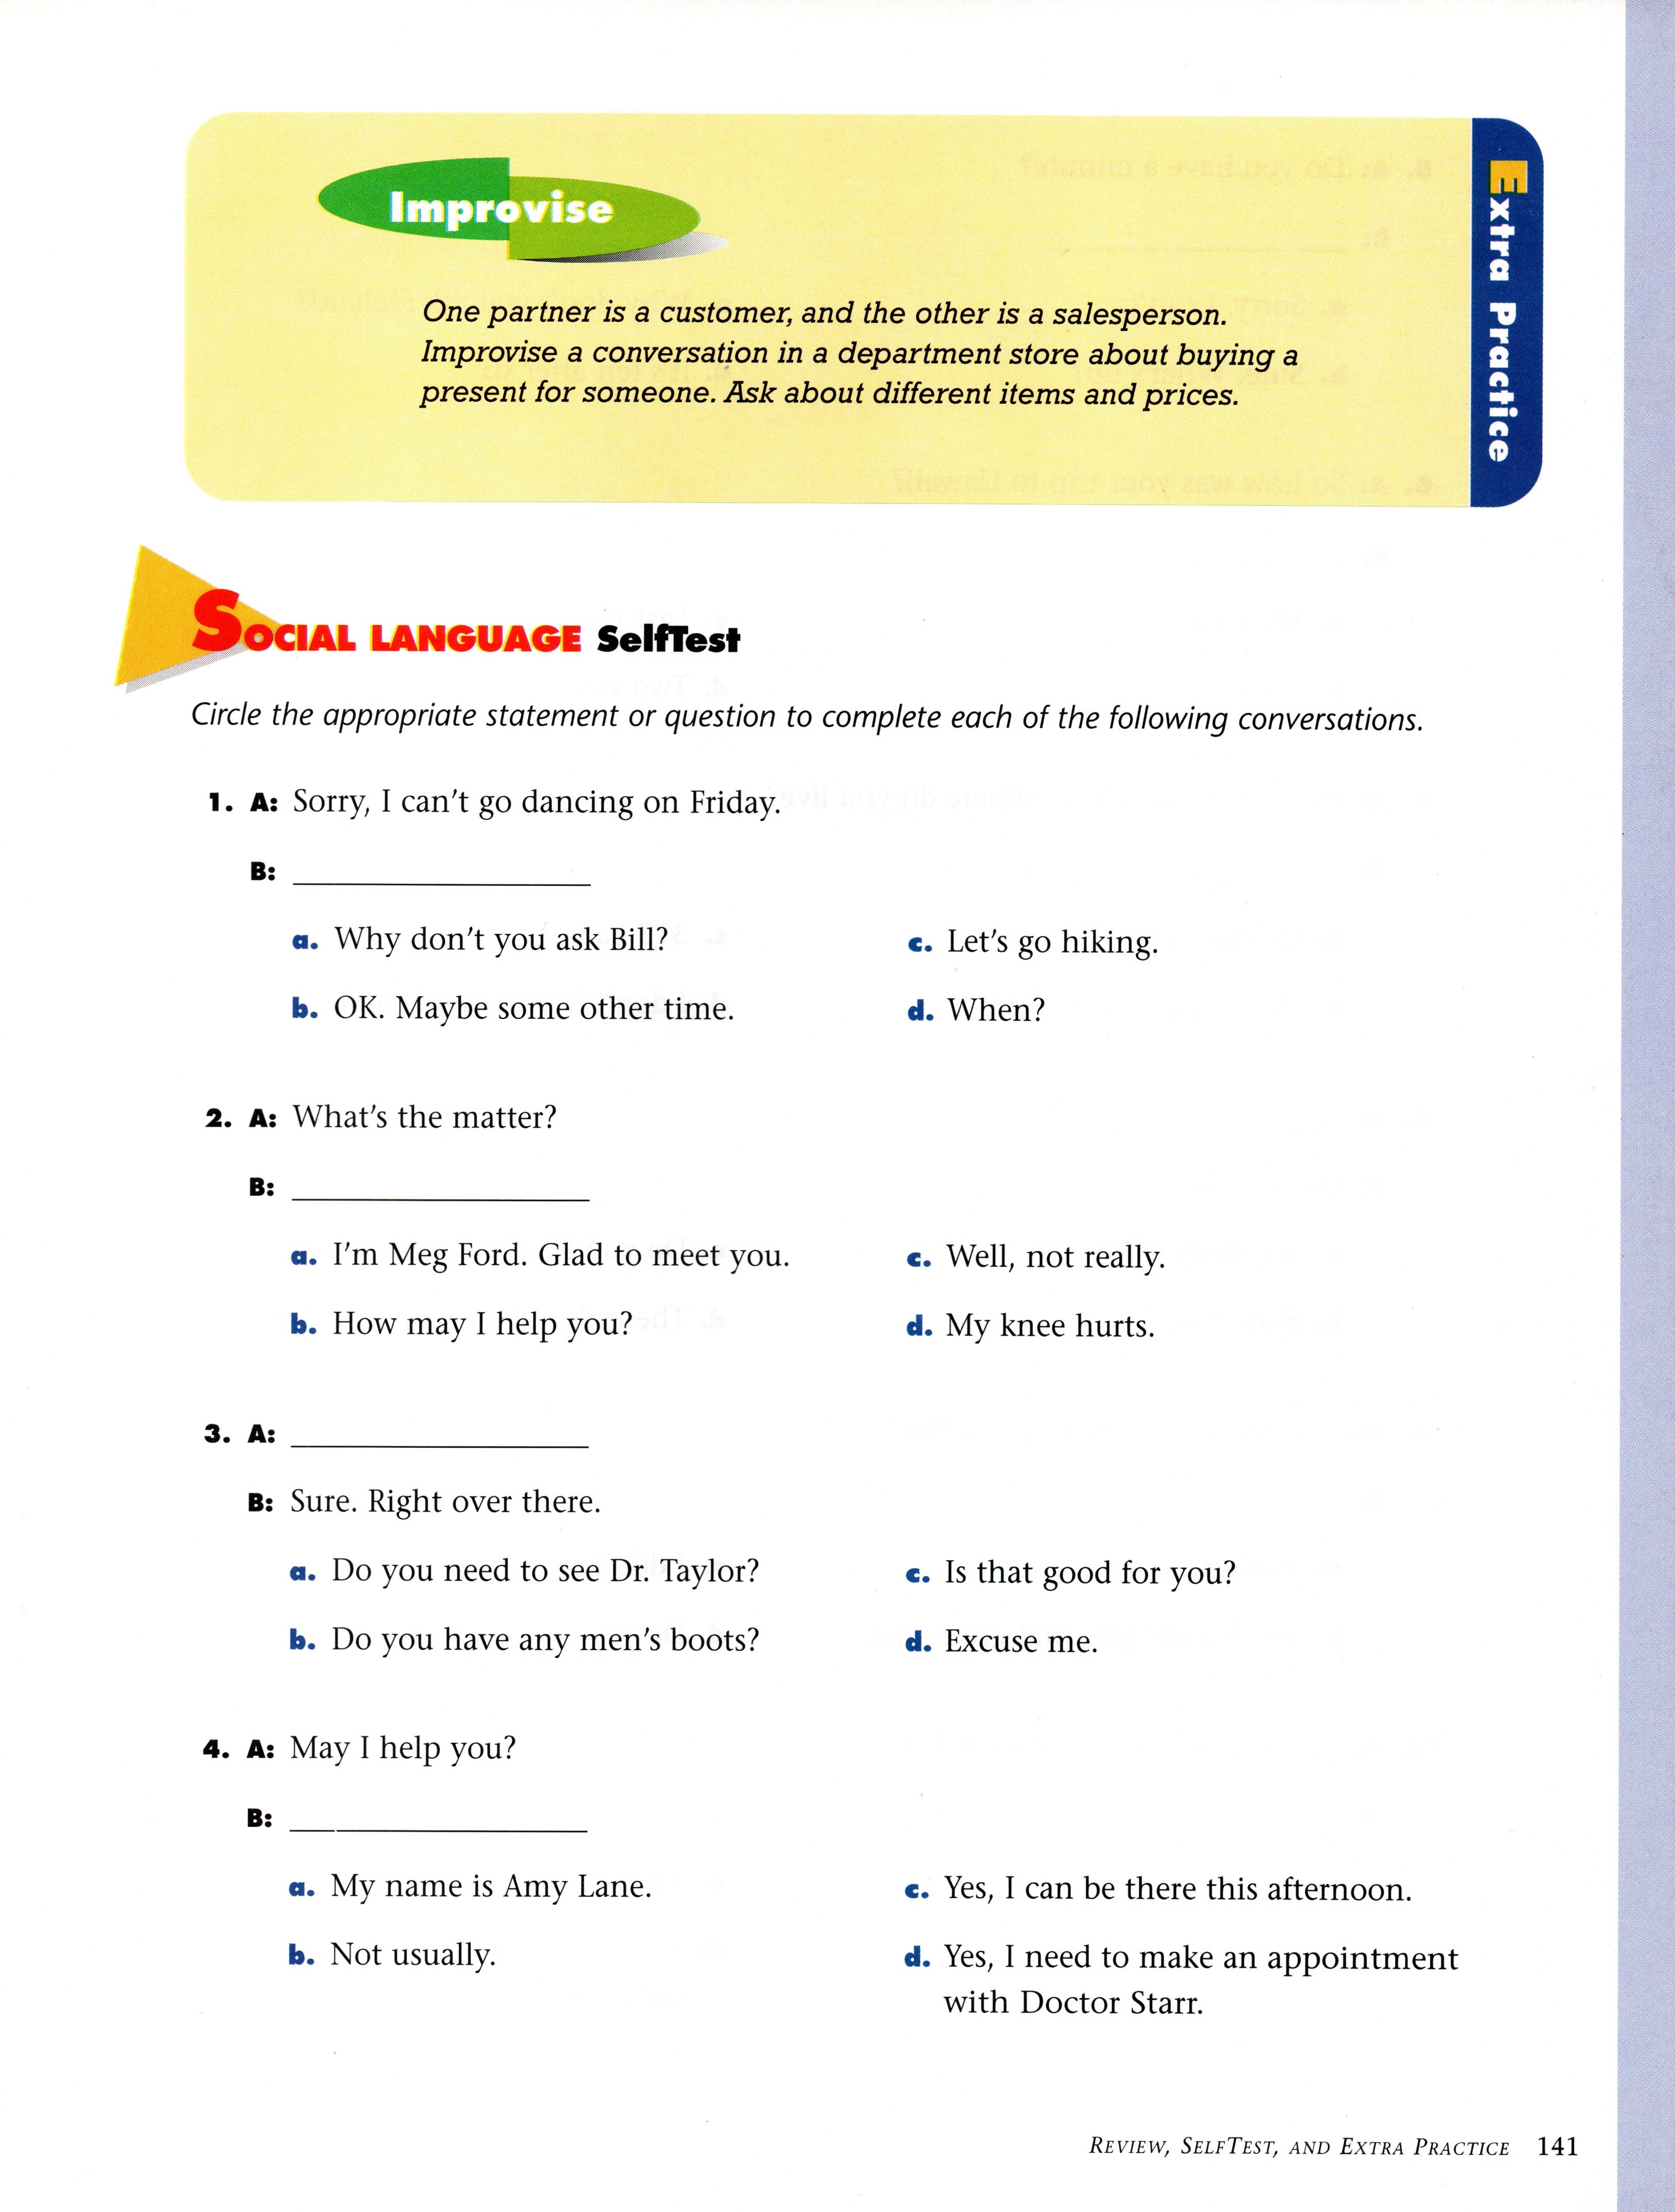 Improvise
One partner is a customer, and the other is a salesperson.
Improvise a conversation in a department store about buying a
present for someone. Ask about different items and prices.
Extra Practice
SOCIAL LANGUAGE SelfTest
Circle the appropriate statement or question to complete each of the following conversations.
1. A: Sorry, I can't go dancing on Friday.
B: ____________________
a. Why don't you ask Bill?
b. OK. Maybe some other time.
c. Let's go hiking.
d. When?
2. A: What's the matter?
B: ____________________
a. I'm Meg Ford. Glad to meet you.
b. How may I help you?
c. Well, not really.
d. My knee hurts.
3. A: ____________________
B: Sure. Right over there.
a. Do you need to see Dr. Taylor?
b. Do you have any men's boots?
c. Is that good for you?
d. Excuse me.
4. A: May I help you?
B: ____________________
a. My name is Amy Lane.
b. Not usually.
c. Yes, I can be there this afternoon.
d. Yes, I need to make an appointment
with Doctor Starr.
REVIEW, SELFTEST, AND EXTRA PRACTICE 141